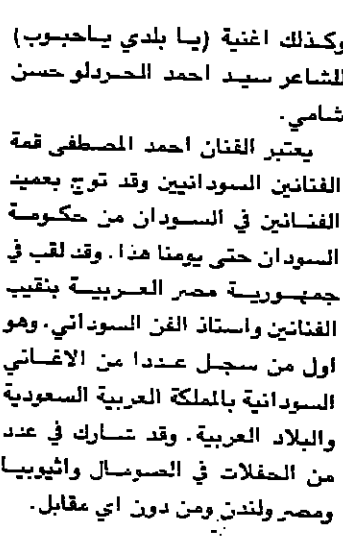 وكذلك اغنية (يا بلدي ياحبوب)
للشاعر سيد احمد الحردلو حسن
شامي.
يعتبر الفنان احمد المصطفى قمة
الفنانين السودانيين وقد توج بعميد
الفنانين في السودان من حكومة
السودان حتى يومنا هذا. وقد لقب في
جمهورية مصر العربية بنقيب
الفنانين واستاذ الفن السوداني. وهو
اول من سجل عددا من الاغاني
السودانية بالمملكة العربية السعودية
والبلاد العربية. وقد شارك في عدد
من الحفلات في الصومال واثيوبيا
ومصر ولندن ومن دون اي مقابل.